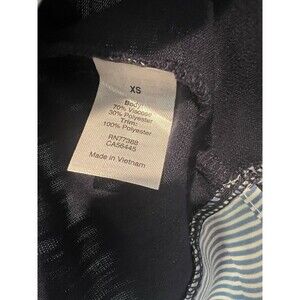 XS
Body:
70% Viscose
30% Polyester
Trim:
100% Polyester
RN77388
CA56445
Made in Vietnam